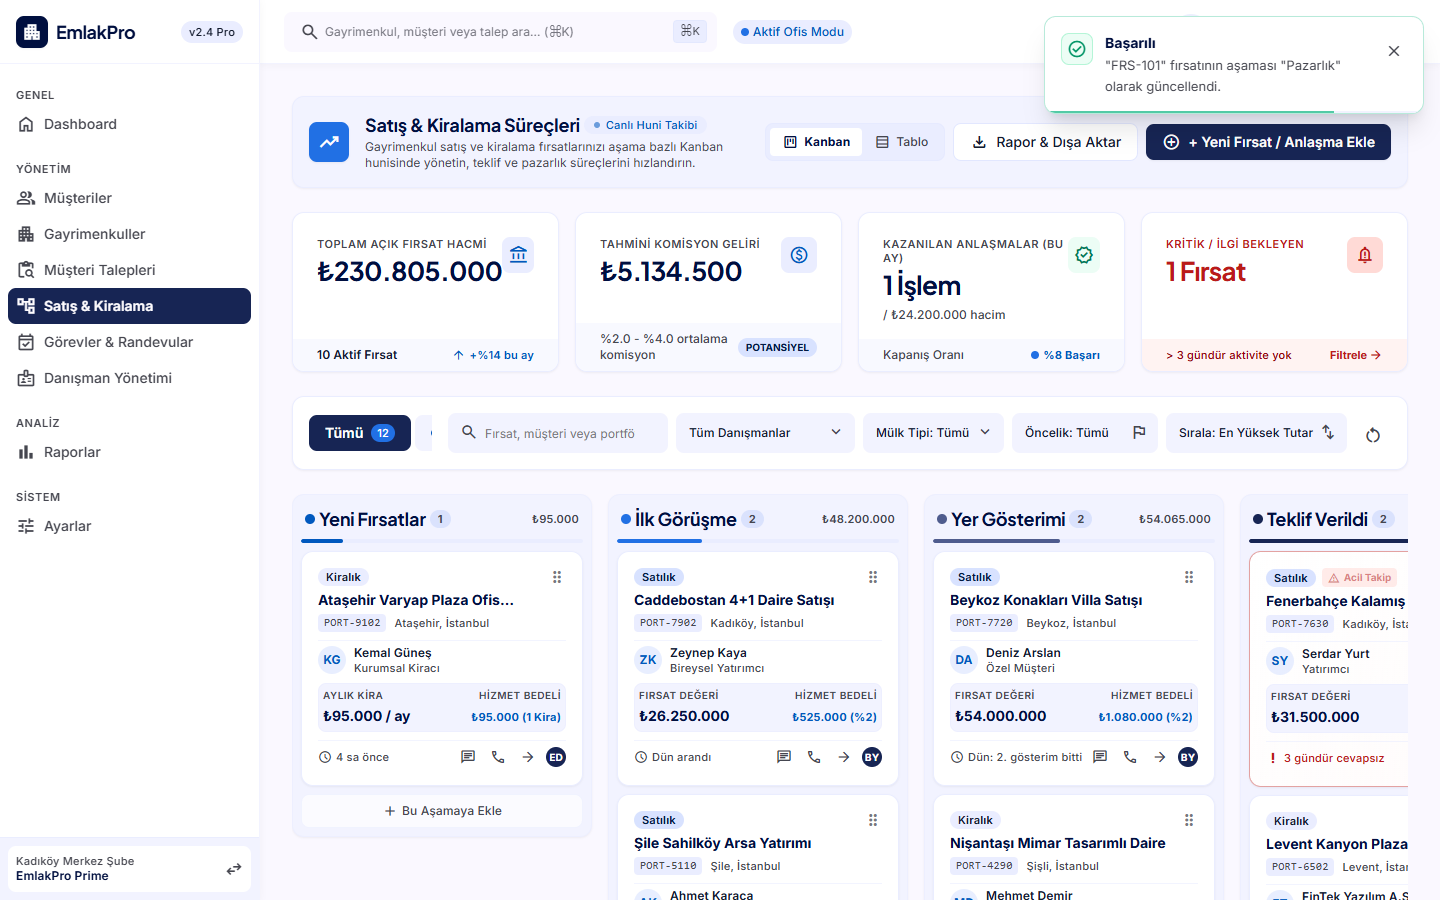 EmlakPro
v2.4 Pro
GENEL
Dashboard
YÖNETİM
Müşteriler
Gayrimenkuller
Müşteri Talepleri
Satış & Kiralama
Görevler & Randevular
Danışman Yönetimi
ANALİZ
Raporlar
SİSTEM
Ayarlar
Kadıköy Merkez Şube
EmlakPro Prime
Gayrimenkul, müşteri veya talep ara... (⌘K)
⌘K
Aktif Ofis Modu
Başarılı
"FRS-101" fırsatının aşaması "Pazarlık"
olarak güncellendi.
Satış & Kiralama Süreçleri
Canlı Huni Takibi
Gayrimenkul satış ve kiralama fırsatlarınızı aşama bazlı Kanban
hunisinde yönetin, teklif ve pazarlık süreçlerini hızlandırın.
Kanban
Tablo
Rapor & Dışa Aktar
+ Yeni Fırsat / Anlaşma Ekle
TOPLAM AÇIK FIRSAT HACMİ
₺230.805.000
10 Aktif Fırsat
+%14 bu ay
TAHMİNİ KOMİSYON GELİRİ
₺5.134.500
%2.0 - %4.0 ortalama
komisyon
POTANSİYEL
KAZANILAN ANLAŞMALAR (BU
AY)
1 İşlem
/ ₺24.200.000 hacim
Kapanış Oranı
%8 Başarı
KRİTİK / İLGİ BEKLEYEN
1 Fırsat
> 3 gündür aktivite yok
Filtrele
Tümü 12
Fırsat, müşteri veya portfö
Tüm Danışmanlar
Mülk Tipi: Tümü
Öncelik: Tümü
Sırala: En Yüksek Tutar
Yeni Fırsatlar 1
₺95.000
Kiralık
Ataşehir Varyap Plaza Ofis...
PORT-9102 Ataşehir, İstanbul
KG
Kemal Güneş
Kurumsal Kiracı
AYLIK KİRA HİZMET BEDELİ
₺95.000 / ay ₺95.000 (1 Kira)
4 sa önce
ED
+ Bu Aşamaya Ekle
İlk Görüşme 2
₺48.200.000
Satılık
Caddebostan 4+1 Daire Satışı
PORT-7902 Kadıköy, İstanbul
ZK
Zeynep Kaya
Bireysel Yatırımcı
FIRSAT DEĞERİ HİZMET BEDELİ
₺26.250.000 ₺525.000 (%2)
Dün arandı
BY
Satılık
Şile Sahilköy Arsa Yatırımı
PORT-5110 Şile, İstanbul
Ahmet Karaca
Yer Gösterimi 2
₺54.065.000
Satılık
Beykoz Konakları Villa Satışı
PORT-7720 Beykoz, İstanbul
DA
Deniz Arslan
Özel Müşteri
FIRSAT DEĞERİ HİZMET BEDELİ
₺54.000.000 ₺1.080.000 (%2)
Dün: 2. gösterim bitti
BY
Kiralık
Nişantaşı Mimar Tasarımlı Daire
PORT-4290 Şişli, İstanbul
Mehmet Demir
Teklif Verildi 2
Satılık
Acil Takip
Fenerbahçe Kalamış
PORT-7630 Kadıköy, İsta
SY
Serdar Yurt
Yatırımcı
FIRSAT DEĞERİ
₺31.500.000
3 gündür cevapsız
Kiralık
Levent Kanyon Plaza
PORT-6502 Levent, İstan
FinTek Yazılım A.Ş